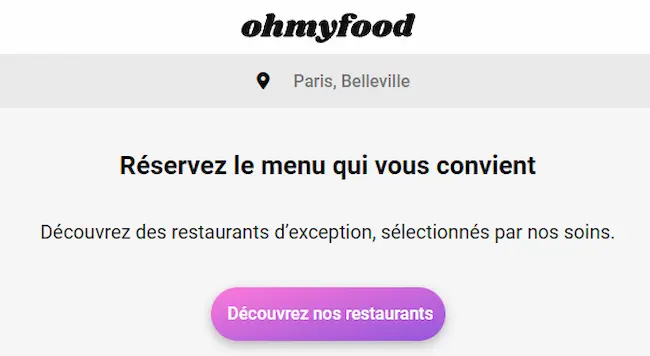 ohmyfood
Paris, Belleville
Réservez le menu qui vous convient
Découvrez des restaurants d’exception, sélectionnés par nos soins.
Découvrez nos restaurants